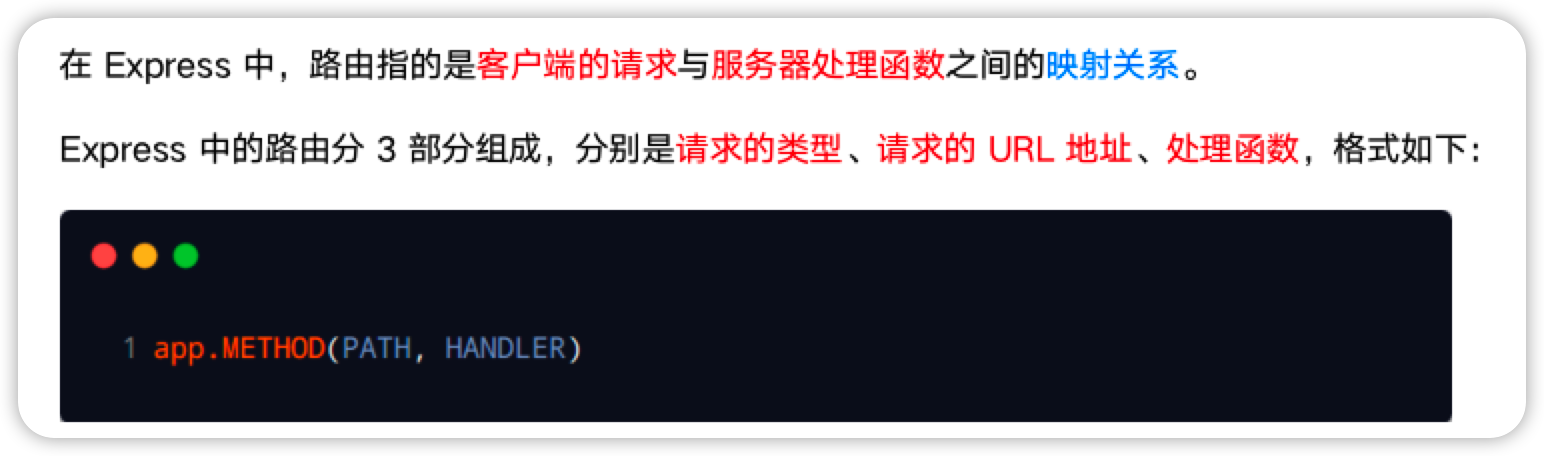 在 Express 中，路由指的是客户端的请求与服务器处理函数之间的映射关系。
Express 中的路由分 3 部分组成，分别是请求的类型、请求的 URL 地址、处理函数，格式如下：
1 app.METHOD(PATH, HANDLER)